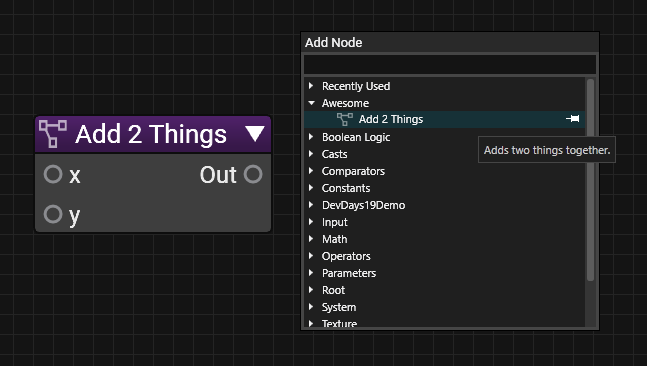 Add 2 Things
x
Out
y
Add Node
Recently Used
Awesome
Add 2 Things
Boolean Logic
Adds two things together.
Casts
Comparators
Constants
DevDays19Demo
Input
Math
Operators
Parameters
Root
System
Texture